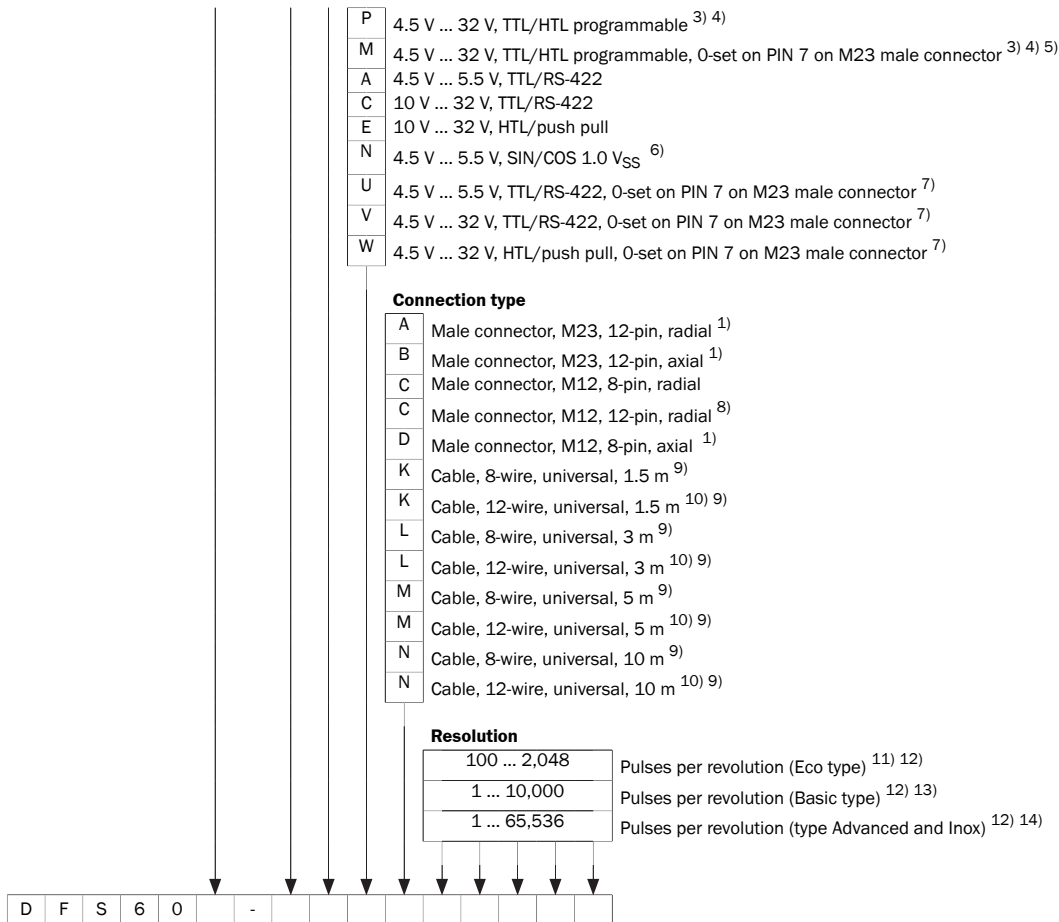 P 4.5 V ... 32 V, TTL/HTL programmable 3) 4)
M 4.5 V ... 32 V, TTL/HTL programmable, 0-set on PIN 7 on M23 male connector 3) 4) 5)
A 4.5 V ... 5.5 V, TTL/RS-422
C 10 V ... 32 V, TTL/RS-422
E 10 V ... 32 V, HTL/push pull
N 4.5 V ... 5.5 V, SIN/COS 1.0 VSS 6)
U 4.5 V ... 5.5 V, TTL/RS-422, 0-set on PIN 7 on M23 male connector 7)
V 4.5 V ... 32 V, TTL/RS-422, 0-set on PIN 7 on M23 male connector 7)
W 4.5 V ... 32 V, HTL/push pull, 0-set on PIN 7 on M23 male connector 7)
Connection type
A Male connector, M23, 12-pin, radial 1)
B Male connector, M23, 12-pin, axial 1)
C Male connector, M12, 8-pin, radial
C Male connector, M12, 12-pin, radial 8)
D Male connector, M12, 8-pin, axial 1)
K Cable, 8-wire, universal, 1.5 m 9)
K Cable, 12-wire, universal, 1.5 m 10) 9)
L Cable, 8-wire, universal, 3 m 9)
L Cable, 12-wire, universal, 3 m 10) 9)
M Cable, 8-wire, universal, 5 m 9)
M Cable, 12-wire, universal, 5 m 10) 9)
N Cable, 8-wire, universal, 10 m 9)
N Cable, 12-wire, universal, 10 m 10) 9)
Resolution
100 ... 2,048 Pulses per revolution (Eco type) 11) 12)
1 ... 10,000 Pulses per revolution (Basic type) 12) 13)
1 ... 65,536 Pulses per revolution (type Advanced and Inox) 12) 14)
D F S 6 0 -